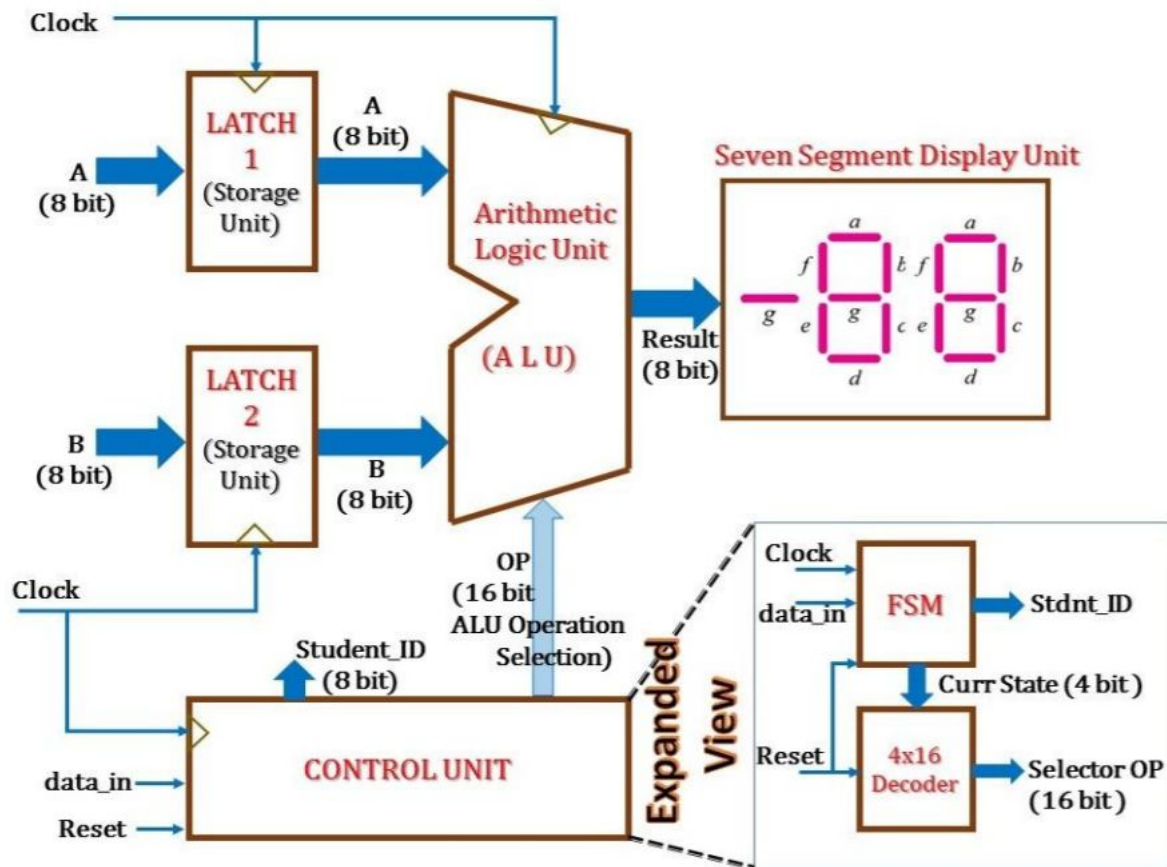 Clock
LATCH
1
(Storage
Unit)
A
(8 bit)
A
(8 bit)
Arithmetic
Logic Unit
(A L U)
Seven Segment Display Unit
a
f
b
g
e
c
d
a
f
b
g
e
c
d
g
Result
(8 bit)
LATCH
2
(Storage
Unit)
B
(8 bit)
B
(8 bit)
Clock
OP
(16 bit
ALU Operation
Selection)
Student_ID
(8 bit)
CONTROL UNIT
data_in
Reset
Expanded
View
Clock
data_in
FSM
Stdnt_ID
Curr State (4 bit )
Reset
4x16
Decoder
Selector OP
(16 bit )